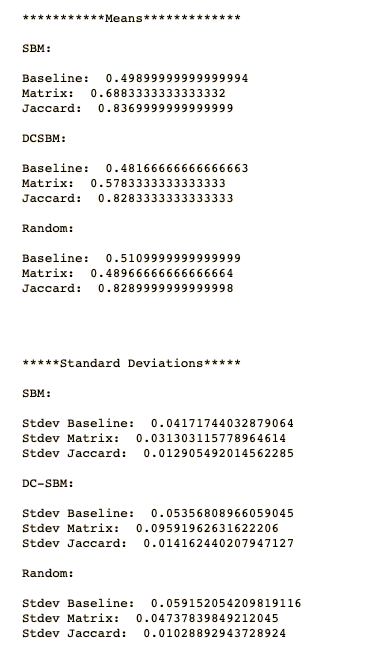 ***********Means*************
SBM:
Baseline:  0.49899999999999994
Matrix:  0.6883333333333332
Jaccard:  0.8369999999999999
DCSBM:
Baseline:  0.48166666666666663
Matrix:  0.5783333333333333
Jaccard:  0.8283333333333333
Random:
Baseline:  0.5109999999999999
Matrix:  0.48966666666666664
Jaccard:  0.8289999999999998
*****Standard Deviations*****
SBM:
Stdev Baseline:  0.04171744032879064
Stdev Matrix:  0.031303115778964614
Stdev Jaccard:  0.012905492014562285
DC-SBM:
Stdev Baseline:  0.05356808966059045
Stdev Matrix:  0.09591962631622206
Stdev Jaccard:  0.014162440207947127
Random:
Stdev Baseline:  0.059152054209819116
Stdev Matrix:  0.04737839849212045
Stdev Jaccard:  0.01028892943728924